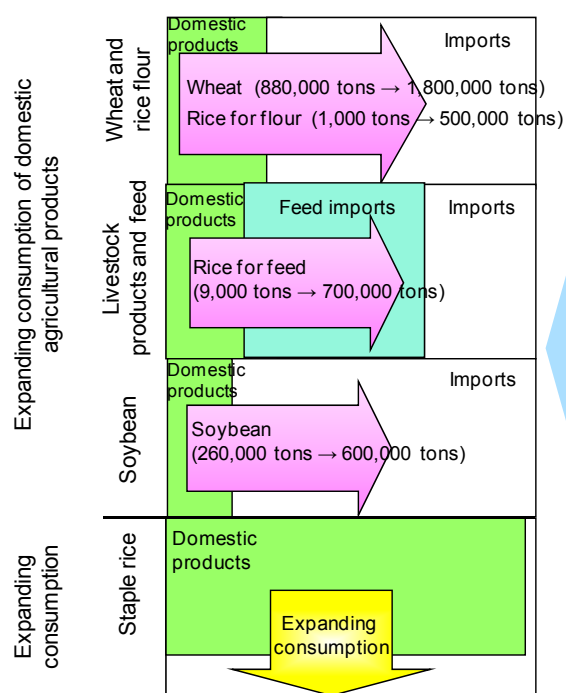 Expanding consumption of domestic
agricultural products
Wheat and
rice flour
Domestic
products
Imports
Wheat (880,000 tons → 1,800,000 tons)
Rice for flour (1,000 tons → 500,000 tons)
Livestock
products and feed
Domestic
products
Feed imports
Imports
Rice for feed
(9,000 tons → 700,000 tons)
Soybean
Domestic
products
Imports
Soybean
(260,000 tons → 600,000 tons)
Expanding
consumption
Staple rice
Domestic
products
Expanding
consumption